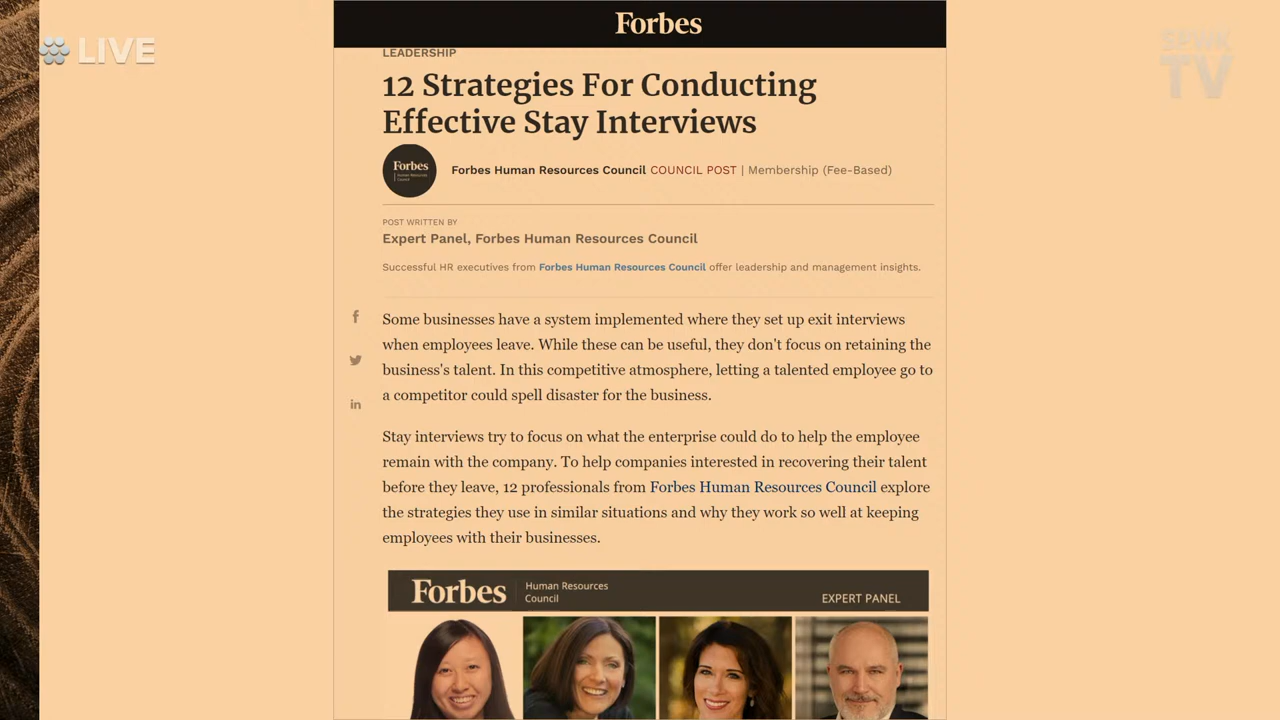 Forbes
LIVE
SPWK
TV
LEADERSHIP
12 Strategies For Conducting
Effective Stay Interviews
Forbes
Human Resources
Council
Forbes Human Resources Council COUNCIL POST | Membership (Fee-Based)
POST WRITTEN BY
Expert Panel, Forbes Human Resources Council
Successful HR executives from Forbes Human Resources Council offer leadership and management insights.
Some businesses have a system implemented where they set up exit interviews
when employees leave. While these can be useful, they don't focus on retaining the
business's talent. In this competitive atmosphere, letting a talented employee go to
a competitor could spell disaster for the business.
Stay interviews try to focus on what the enterprise could do to help the employee
remain with the company. To help companies interested in recovering their talent
before they leave, 12 professionals from Forbes Human Resources Council explore
the strategies they use in similar situations and why they work so well at keeping
employees with their businesses.
Forbes
Human Resources
Council
EXPERT PANEL